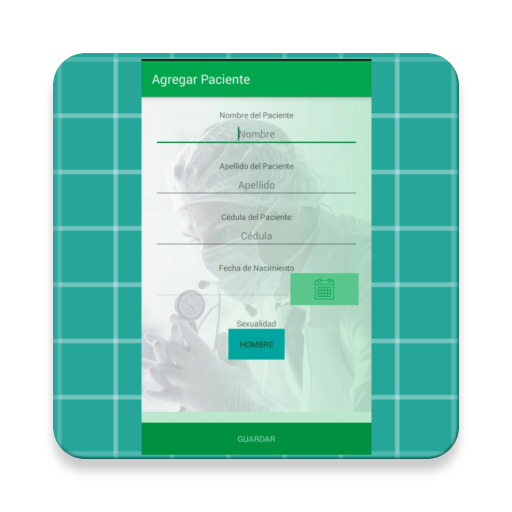 Agregar Paciente
Nombre del Paciente
Nombre
Apellido del Paciente
Apellido
Cédula del Paciente
Cédula
Fecha de Nacimiento
Sexualidad
HOMBRE
GUARDAR